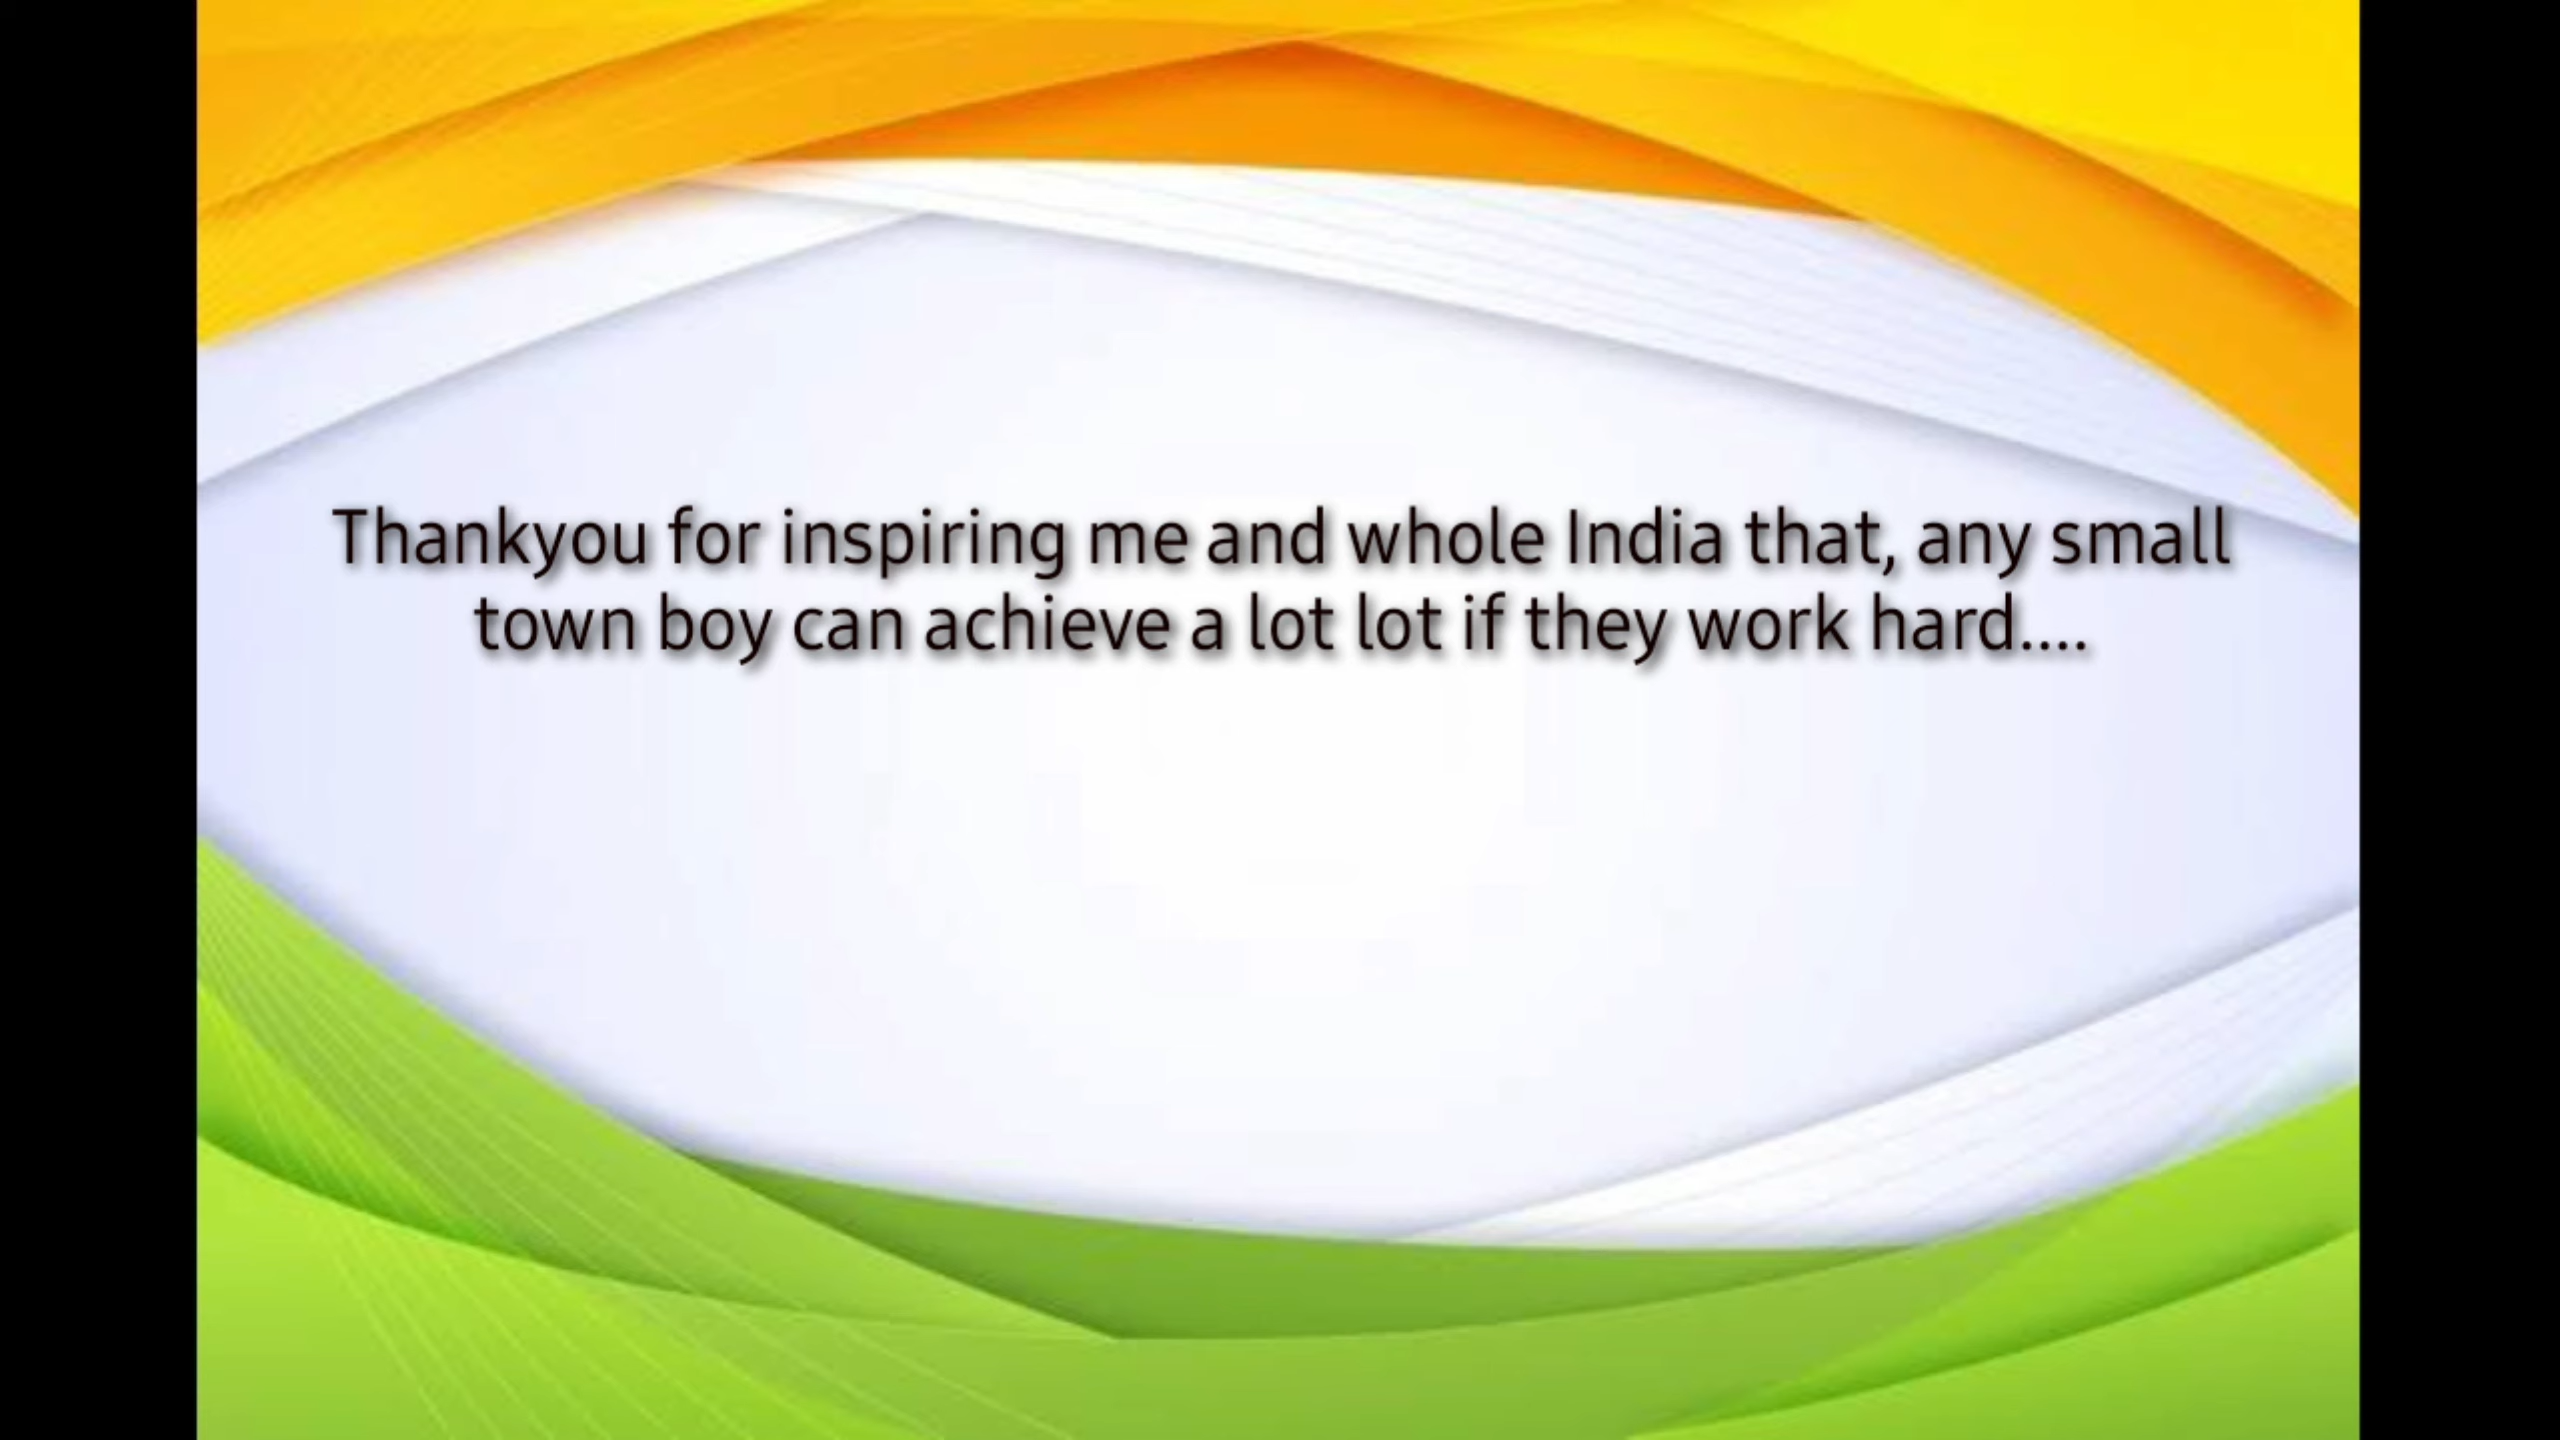 Thankyou for inspiring me and whole India that, any small
town boy can achieve a lot lot if they work hard....